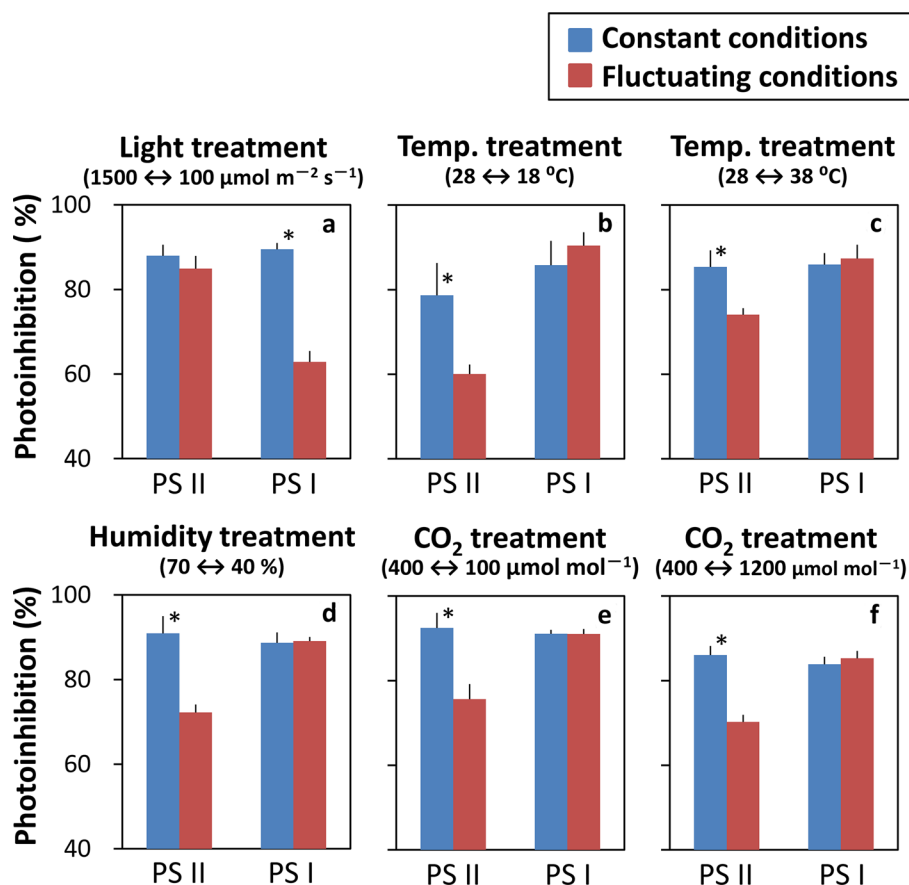 Constant conditions
Fluctuating conditions
Light treatment
(1500 ↔ 100 μmol m⁻² s⁻¹)
Temp. treatment
(28 ↔ 18 ⁰C)
Temp. treatment
(28 ↔ 38 ⁰C)
Photoinhibition ( %)
100
80
60
40
a
*
b
*
c
*
PS II
PS I
PS II
PS I
PS II
PS I
Humidity treatment
(70 ↔ 40 %)
CO₂ treatment
(400 ↔ 100 μmol mol⁻¹)
CO₂ treatment
(400 ↔ 1200 μmol mol⁻¹)
Photoinhibition (%)
100
80
60
40
d
*
e
*
f
*
PS II
PS I
PS II
PS I
PS II
PS I